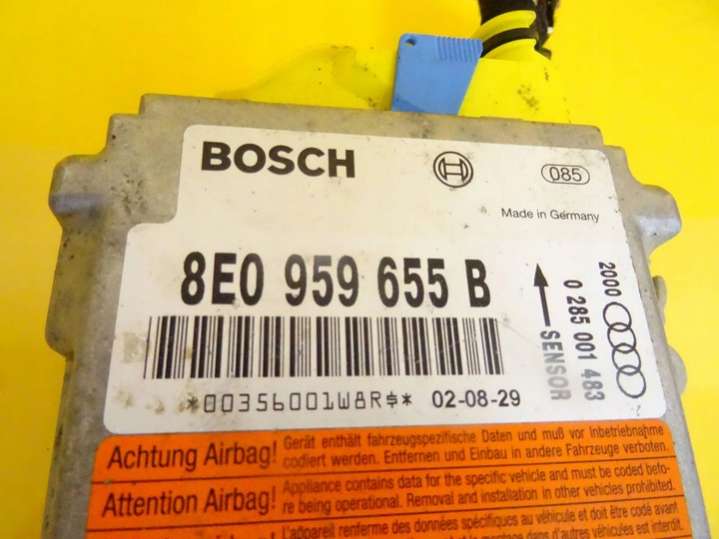 BOSCH
085
Made in Germany
8E0 959 655 B
2000
0 285 001 483
SENSOR
*00356001W8R$* 02-08-29
Achtung Airbag! Gerät enthält fahrzeugspezifische Daten und muß vor Inbetriebnahme
codiert werden. Entfernen und Einbau in andere Fahrzeuge verboten.
Attention Airbag! Appliance contains data for the specific vehicle and must be coded befo-
re being operational. Removal and installation in other vehicles prohibited.
L'appareil renferme des données spécifiques au véhicule et doit être codé avant